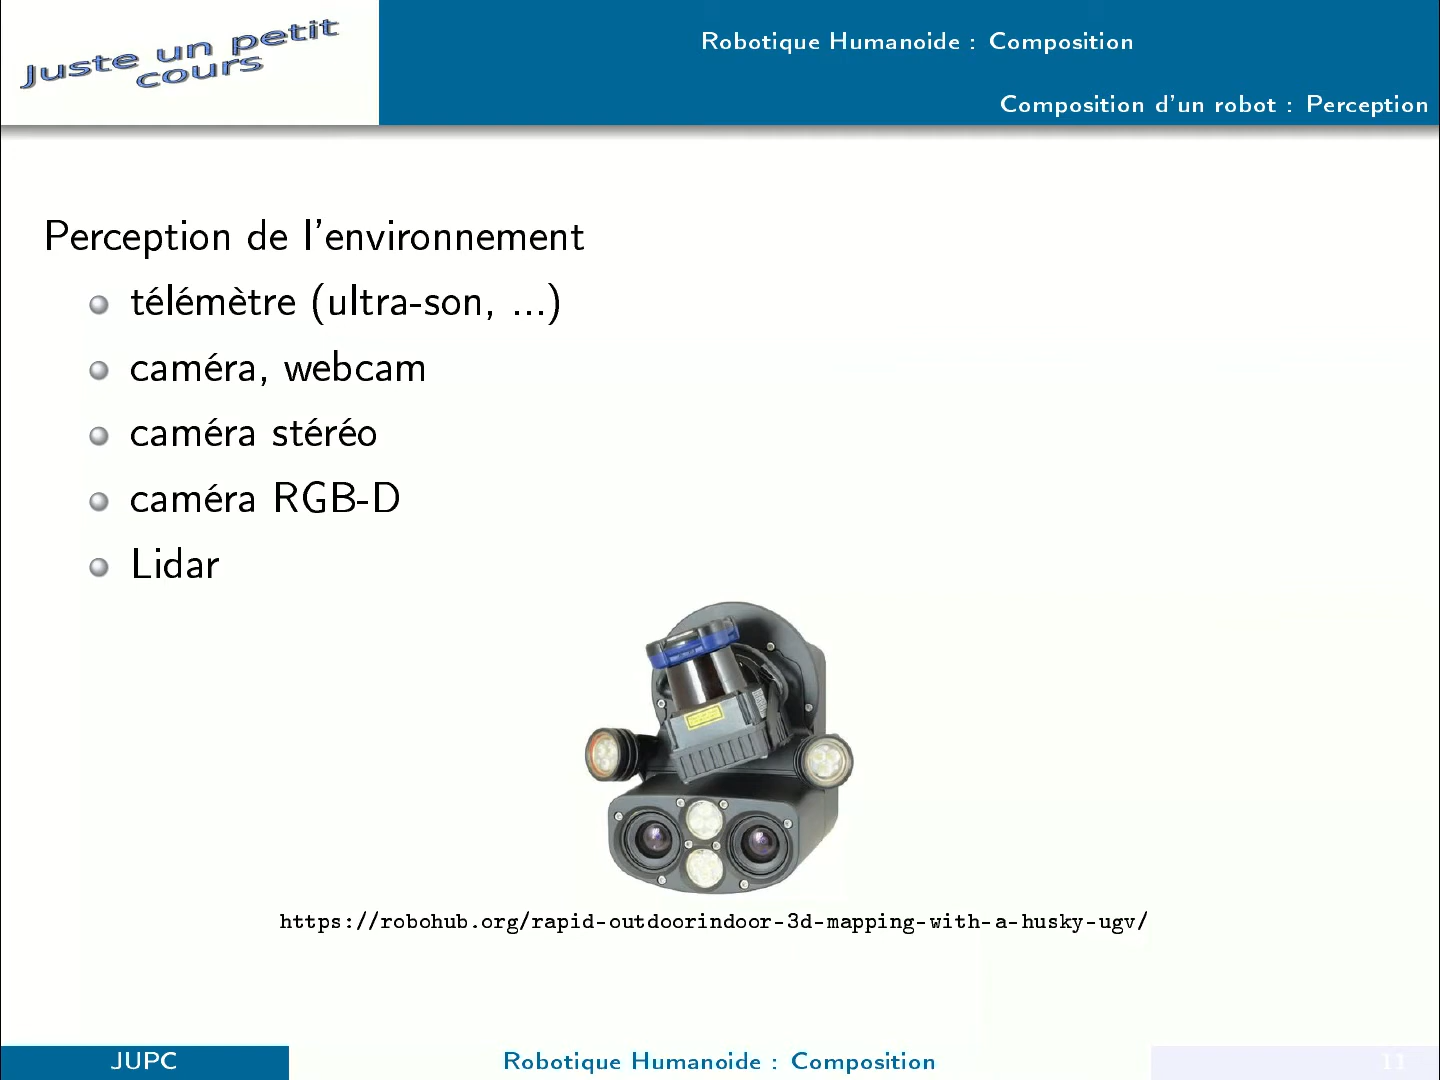 Juste un petit
cours
Robotique Humanoide : Composition
Composition d'un robot : Perception
Perception de l'environnement
télémètre (ultra-son, ...)
caméra, webcam
caméra stéréo
caméra RGB-D
Lidar
https://robohub.org/rapid-outdoorindoor-3d-mapping-with-a-husky-ugv/
JUPC
Robotique Humanoide : Composition
11